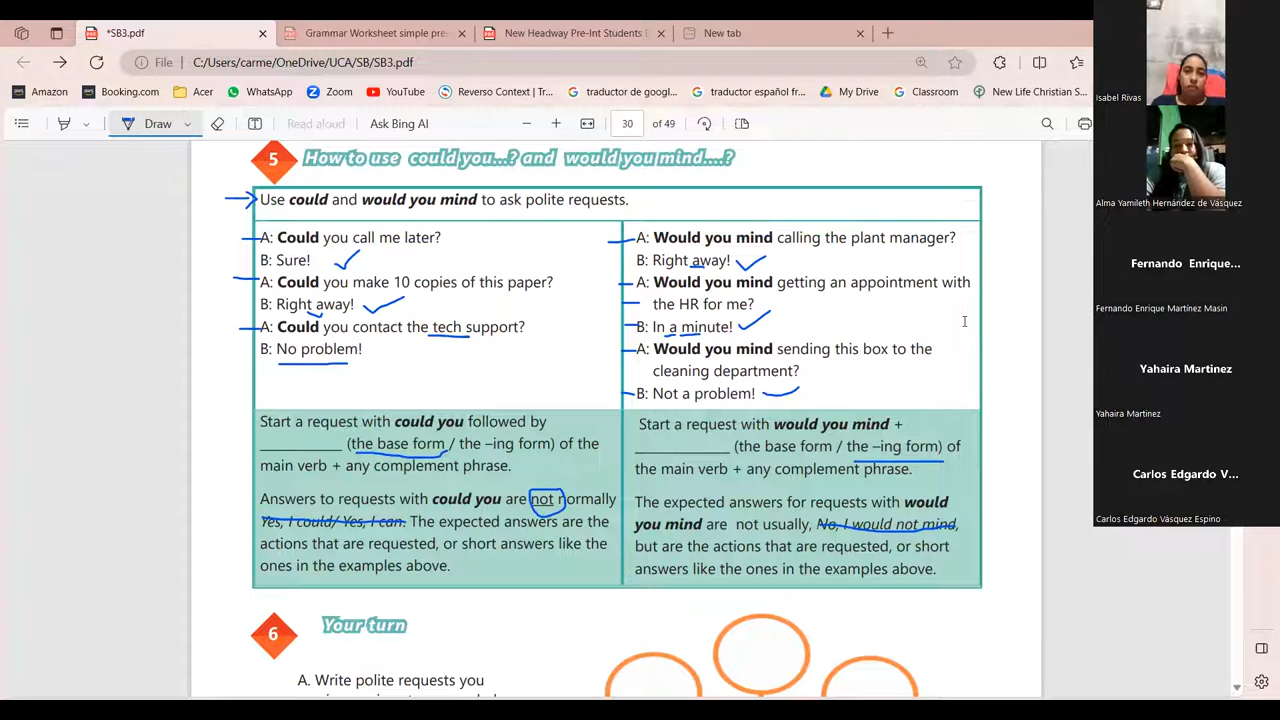 *SB3.pdf
Grammar Worksheet simple pre
New Headway Pre-Int Students E
New tab
File
C:/Users/carme/OneDrive/UCA/SB/SB3.pdf
Amazon
Booking.com
Acer
WhatsApp
Zoom
YouTube
Reverso Context | Tr...
traductor de googl...
traductor español fr...
My Drive
Classroom
New Life Christian S...
Draw
Read aloud
Ask Bing AI
30 of 49
5 How to use could you...? and would you mind....?
Use could and would you mind to ask polite requests.
A: Could you call me later?
B: Sure!
A: Could you make 10 copies of this paper?
B: Right away!
A: Could you contact the tech support?
B: No problem!
A: Would you mind calling the plant manager?
B: Right away!
A: Would you mind getting an appointment with
the HR for me?
B: In a minute!
A: Would you mind sending this box to the
cleaning department?
B: Not a problem!
Start a request with could you followed by
__________ (the base form / the –ing form) of the
main verb + any complement phrase.
Answers to requests with could you are not normally
Yes, I could/ Yes, I can. The expected answers are the
actions that are requested, or short answers like the
ones in the examples above.
Start a request with would you mind +
___________ (the base form / the –ing form) of
the main verb + any complement phrase.
The expected answers for requests with would
you mind are not usually, No, I would not mind,
but are the actions that are requested, or short
answers like the ones in the examples above.
6 Your turn
A. Write polite requests you
Isabel Rivas
Alma Yamileth Hernández de Vásquez
Fernando Enrique...
Fernando Enrique Martínez Masin
Yahaira Martinez
Yahaira Martinez
Carlos Edgardo V...
Carlos Edgardo Vásquez Espino